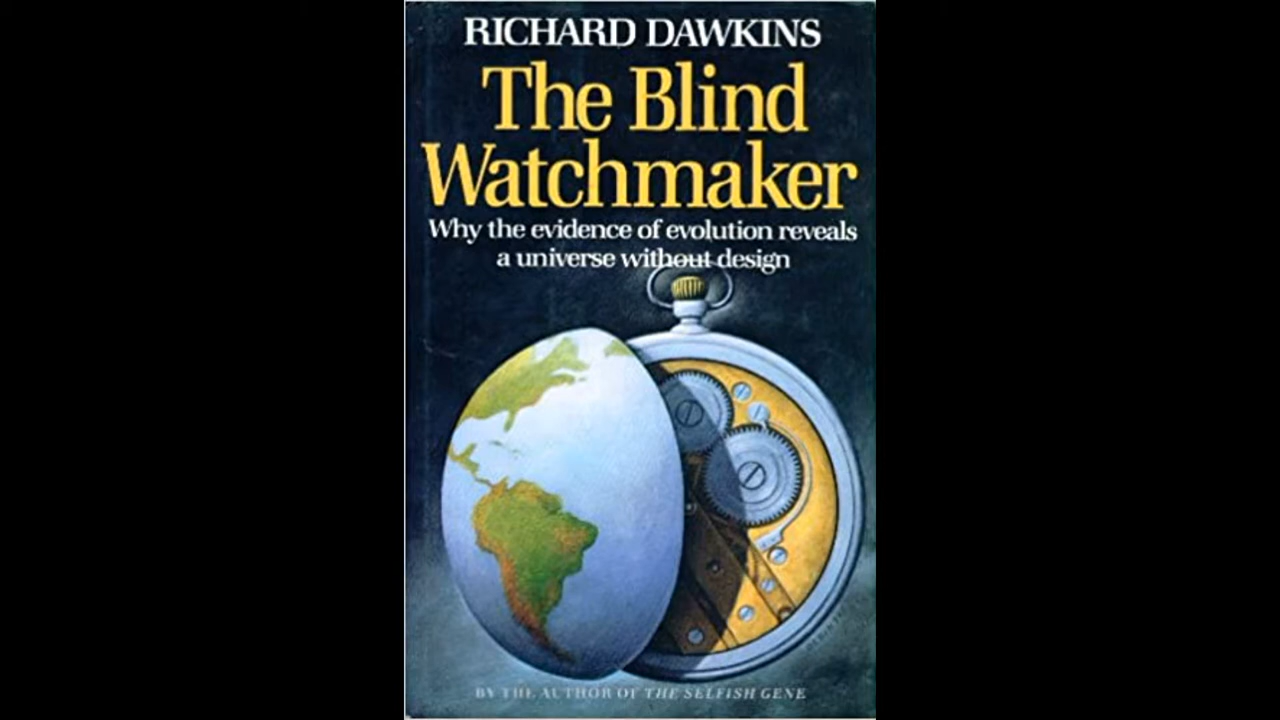 RICHARD DAWKINS
The Blind
Watchmaker
Why the evidence of evolution reveals
a universe without design
BY THE AUTHOR OF THE SELFISH GENE